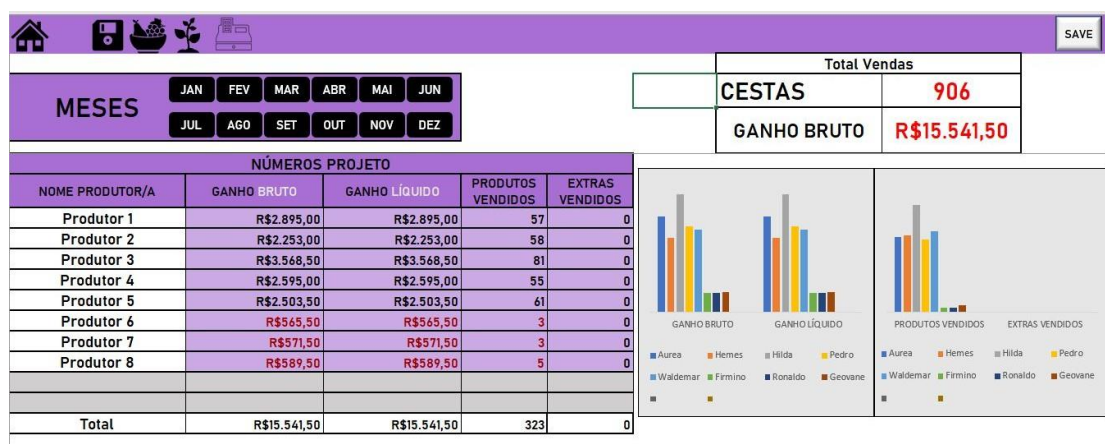 SAVE
Total Vendas
CESTAS 906
GANHO BRUTO R$15.541,50
MESES
JAN FEV MAR ABR MAI JUN
JUL AGO SET OUT NOV DEZ
NÚMEROS PROJETO
NOME PRODUTOR/A GANHO BRUTO GANHO LÍQUIDO PRODUTOS VENDIDOS EXTRAS VENDIDOS
Produtor 1 R$2.895,00 R$2.895,00 57 0
Produtor 2 R$2.253,00 R$2.253,00 58 0
Produtor 3 R$3.568,50 R$3.568,50 81 0
Produtor 4 R$2.595,00 R$2.595,00 55 0
Produtor 5 R$2.503,50 R$2.503,50 61 0
Produtor 6 R$565,50 R$565,50 3 0
Produtor 7 R$571,50 R$571,50 3 0
Produtor 8 R$589,50 R$589,50 5 0
Total R$15.541,50 R$15.541,50 323 0
GANHO BRUTO GANHO LÍQUIDO
Aurea Hemes Hilda Pedro
Waldemar Firmino Ronaldo Geovane
PRODUTOS VENDIDOS EXTRAS VENDIDOS
Aurea Hemes Hilda Pedro
Waldemar Firmino Ronaldo Geovane